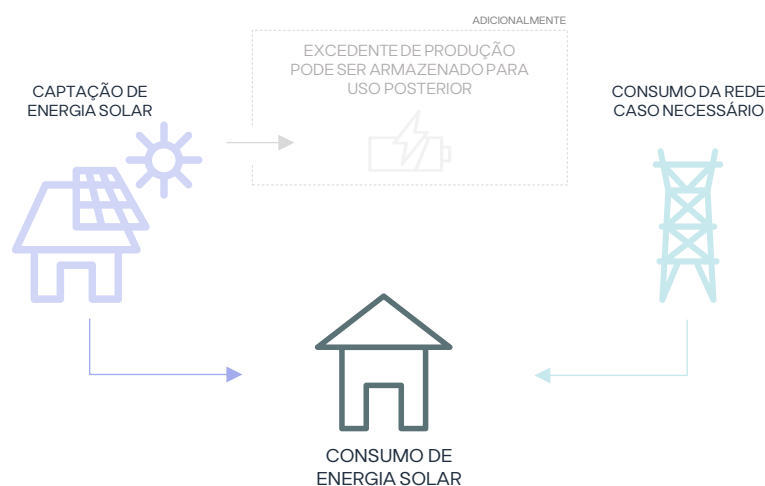 ADICIONALMENTE
EXCEDENTE DE PRODUÇÃO
PODE SER ARMAZENADO PARA
USO POSTERIOR
CAPTAÇÃO DE
ENERGIA SOLAR
CONSUMO DA REDE
CASO NECESSÁRIO
CONSUMO DE
ENERGIA SOLAR